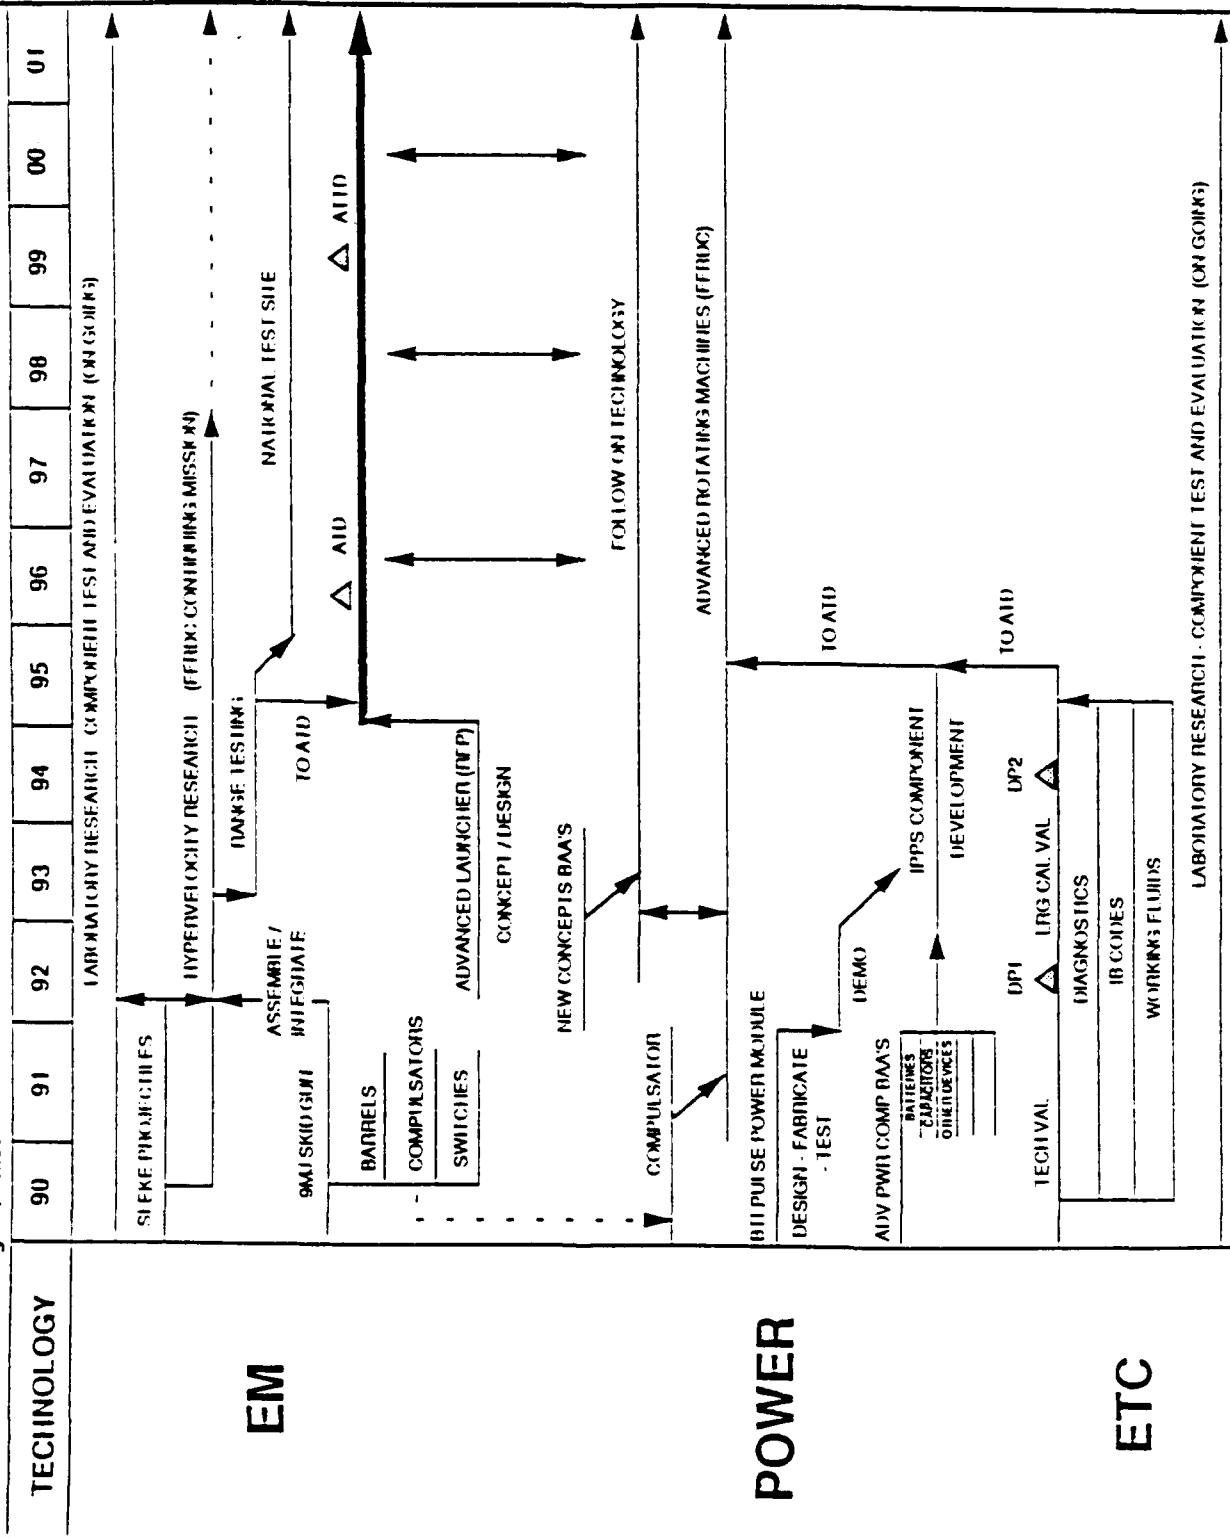 TECHNOLOGY 90 91 92 93 94 95 96 97 98 99 00 01
EM
LABORATORY RESEARCH COMPONENT TEST AND EVALUATION (ON GOING)
SLEKE PROJECTILES
HYPERVELOCITY RESEARCH (FFRDC CONTINUING MISSION)
RANGE TESTING
NATIONAL TEST SITE
ASSEMBLE /
INTEGRATE
TO ATD
9MJ SKID GUN
ATD
ATTD
BARRELS
COMPULSATORS
SWITCHES
ADVANCED LAUNCHER (RFP)
CONCEPT / DESIGN
NEW CONCEPTS BAA'S
FOLLOW ON TECHNOLOGY
POWER
COMPULSATOR
ADVANCED ROTATING MACHINES (FFRDC)
BTI PULSE POWER MODULE
DESIGN - FABRICATE
- TEST
DEMO
TO ATD
ADV PWR COMP BAA'S
BATTERIES
CAPACITORS
OTHER DEVICES
IPPS COMPONENT
DEVELOPMENT
ETC
TO ATD
TECH VAL
DP1
LRG CAL VAL
DP2
DIAGNOSTICS
IB CODES
WORKING FLUIDS
LABORATORY RESEARCH - COMPONENT TEST AND EVALUATION (ON GOING)